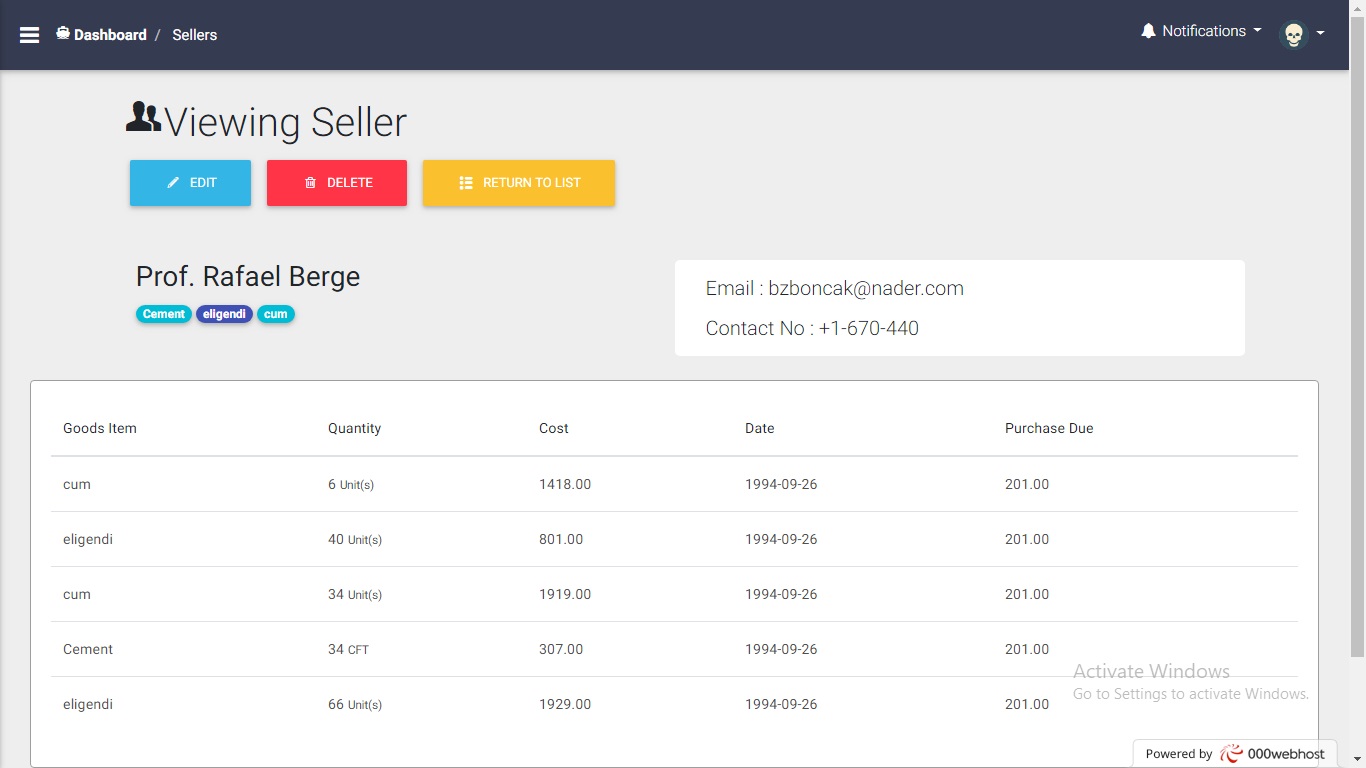 Dashboard / Sellers Notifications
Viewing Seller
EDIT DELETE RETURN TO LIST
Prof. Rafael Berge
Cement eligendi cum
Email : bzboncak@nader.com
Contact No : +1-670-440
Goods Item Quantity Cost Date Purchase Due
cum 6 Unit(s) 1418.00 1994-09-26 201.00
eligendi 40 Unit(s) 801.00 1994-09-26 201.00
cum 34 Unit(s) 1919.00 1994-09-26 201.00
Cement 34 CFT 307.00 1994-09-26 201.00
eligendi 66 Unit(s) 1929.00 1994-09-26 201.00
Activate Windows
Go to Settings to activate Windows.
Powered by 000webhost